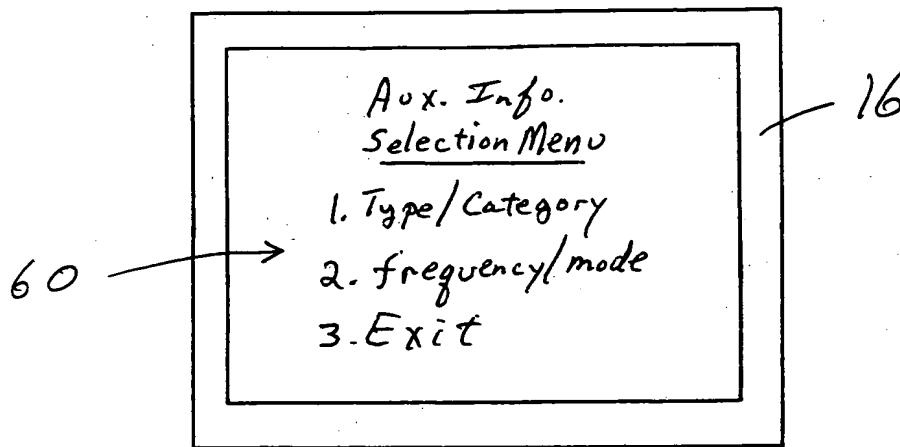 Aux. Info.
Selection Menu
1. Type/Category
2. frequency/mode
3. Exit
16
60